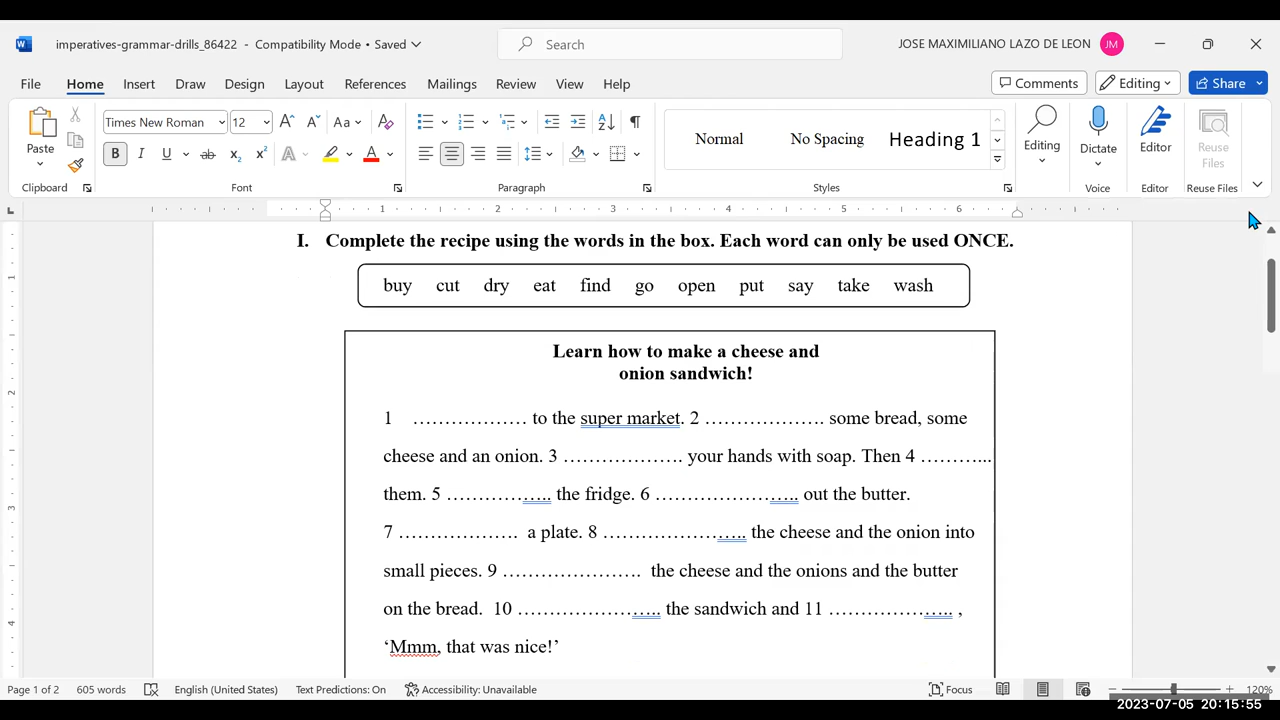 imperatives-grammar-drills_86422 - Compatibility Mode • Saved
Search
JOSE MAXIMILIANO LAZO DE LEON JM
File Home Insert Draw Design Layout References Mailings Review View Help Comments Editing Share
Paste
Times New Roman 12
Normal No Spacing Heading 1
Editing
Dictate
Editor
Reuse Files
Clipboard Font Paragraph Styles Voice Editor Reuse Files
1 2 3 4 5 6
I. Complete the recipe using the words in the box. Each word can only be used ONCE.
buy cut dry eat find go open put say take wash
Learn how to make a cheese and
onion sandwich!
1 ……………… to the super market. 2 ………………. some bread, some
cheese and an onion. 3 ………………. your hands with soap. Then 4 ………...
them. 5 …………….. the fridge. 6 ………………….. out the butter.
7 ………………. a plate. 8 ………………….. the cheese and the onion into
small pieces. 9 …………………. the cheese and the onions and the butter
on the bread. 10 ………………….. the sandwich and 11 ……………….. ,
‘Mmm, that was nice!’
Page 1 of 2 605 words English (United States) Text Predictions: On Accessibility: Unavailable Focus 120%
2023-07-05 20:15:55